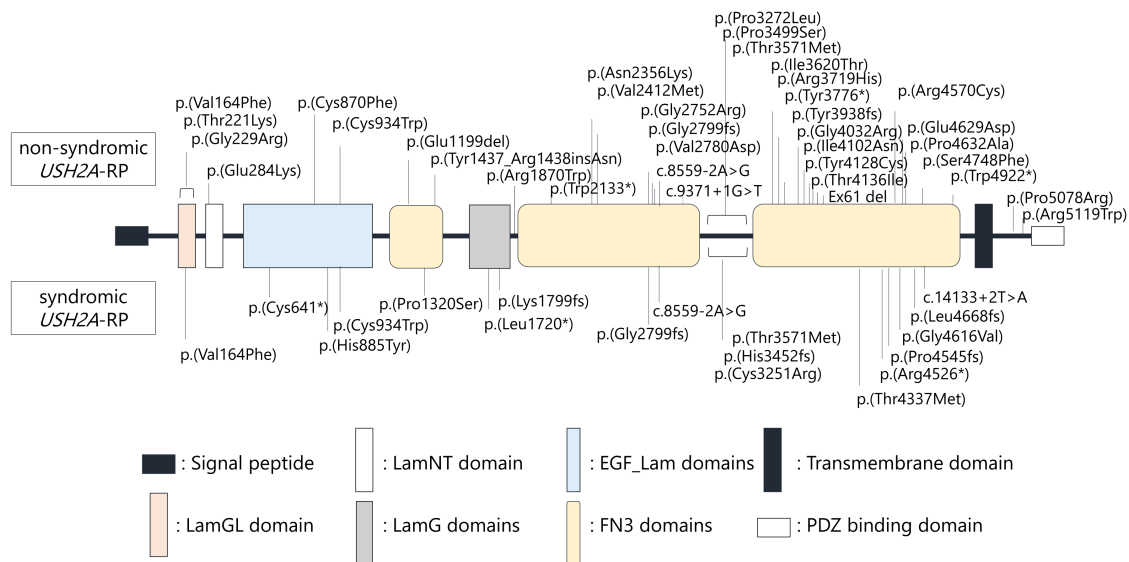 p.(Pro3272Leu)
p.(Pro3499Ser)
p.(Thr3571Met)
p.(Ile3620Thr)
p.(Arg3719His)
p.(Tyr3776*)
p.(Tyr3938fs)
p.(Gly4032Arg)
p.(Ile4102Asn)
p.(Tyr4128Cys)
p.(Thr4136Ile)
Ex61 del
p.(Asn2356Lys)
p.(Val2412Met)
p.(Gly2752Arg)
p.(Gly2799fs)
p.(Val2780Asp)
c.8559-2A>G
c.9371+1G>T
p.(Arg4570Cys)
p.(Glu4629Asp)
p.(Pro4632Ala)
p.(Ser4748Phe)
p.(Trp4922*)
p.(Pro5078Arg)
p.(Arg5119Trp)
p.(Val164Phe)
p.(Thr221Lys)
p.(Gly229Arg)
p.(Glu284Lys)
p.(Cys870Phe)
p.(Cys934Trp)
p.(Glu1199del)
p.(Tyr1437_Arg1438insAsn)
p.(Arg1870Trp)
p.(Trp2133*)
non-syndromic
USH2A-RP
syndromic
USH2A-RP
p.(Val164Phe)
p.(Cys641*)
p.(Cys934Trp)
p.(His885Tyr)
p.(Pro1320Ser)
p.(Lys1799fs)
p.(Leu1720*)
c.8559-2A>G
p.(Gly2799fs)
p.(Thr3571Met)
p.(His3452fs)
p.(Cys3251Arg)
c.14133+2T>A
p.(Leu4668fs)
p.(Gly4616Val)
p.(Pro4545fs)
p.(Arg4526*)
p.(Thr4337Met)
: Signal peptide
: LamNT domain
: EGF_Lam domains
: Transmembrane domain
: LamGL domain
: LamG domains
: FN3 domains
: PDZ binding domain